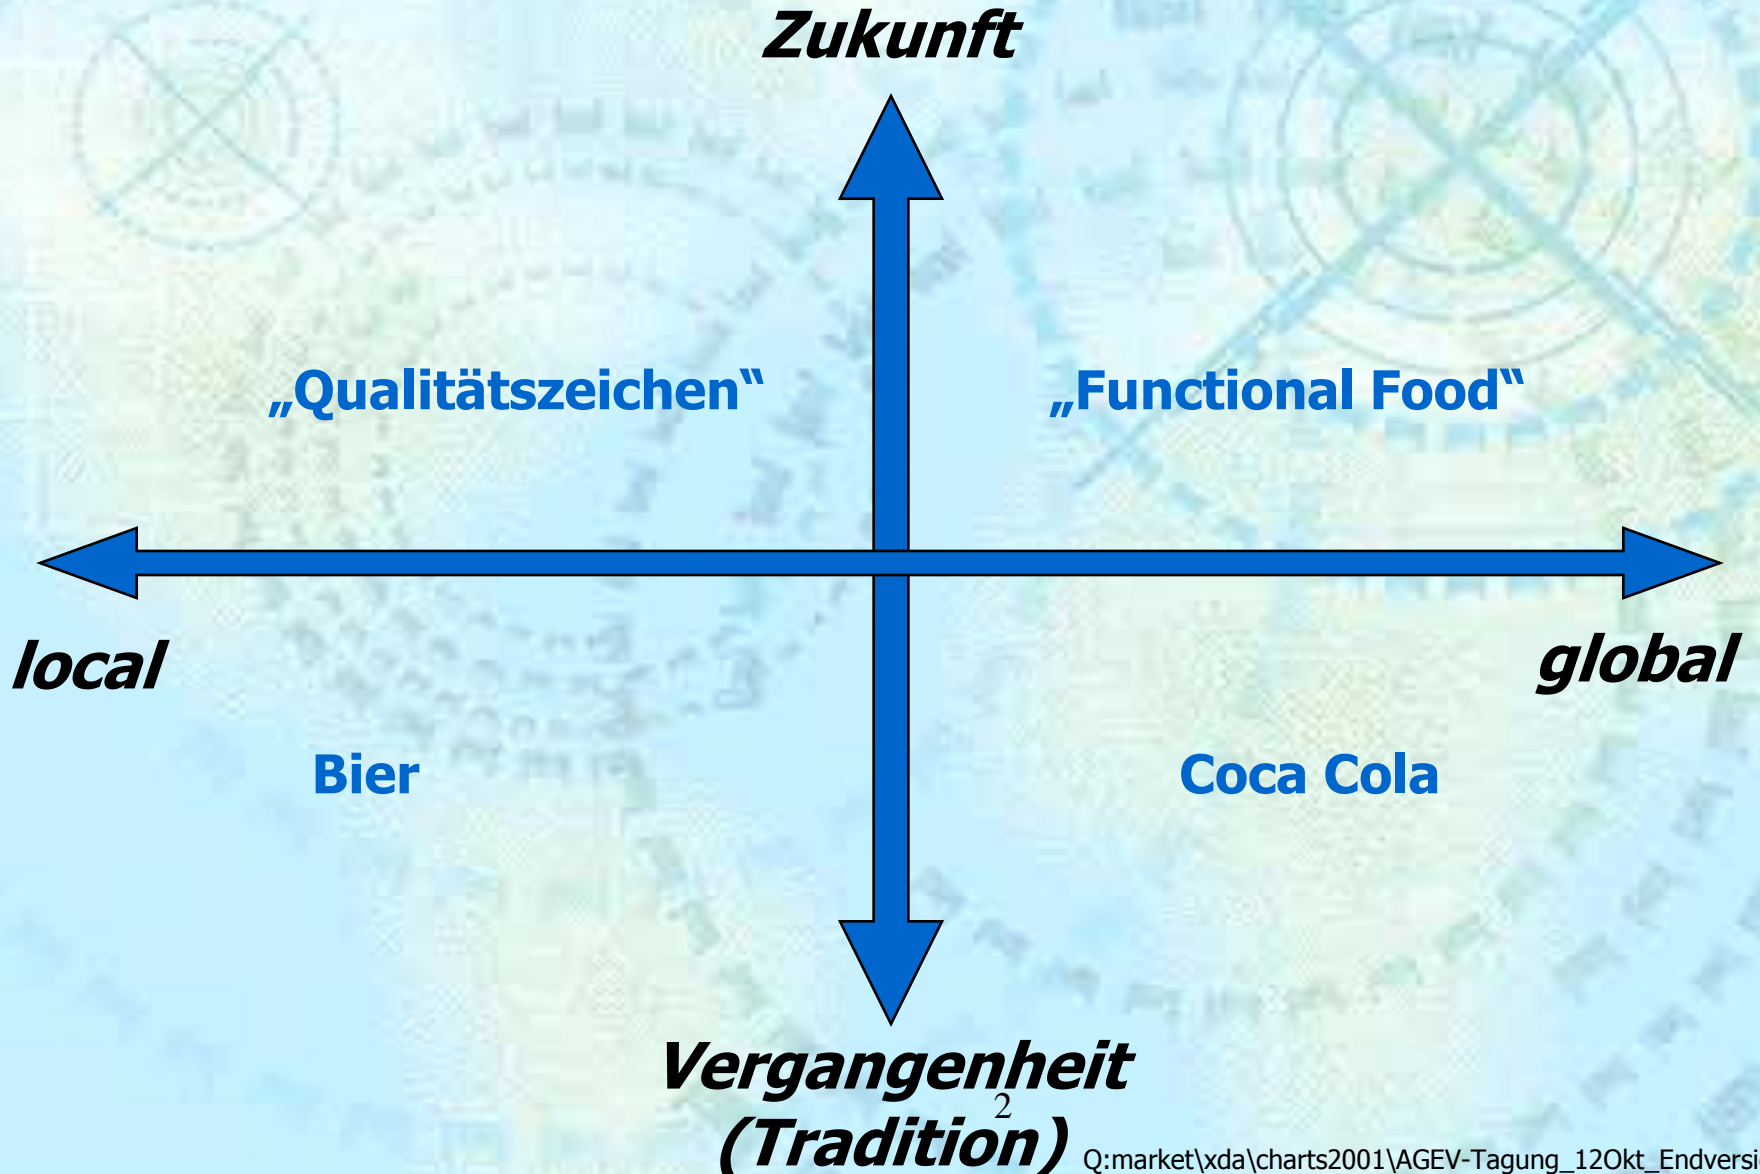 Zukunft
„Qualitätszeichen“
„Functional Food“
local
global
Bier
Coca Cola
Vergangenheit
(Tradition)
2
Q:market\xda\charts2001\AGEV-Tagung_12Okt_Endversi